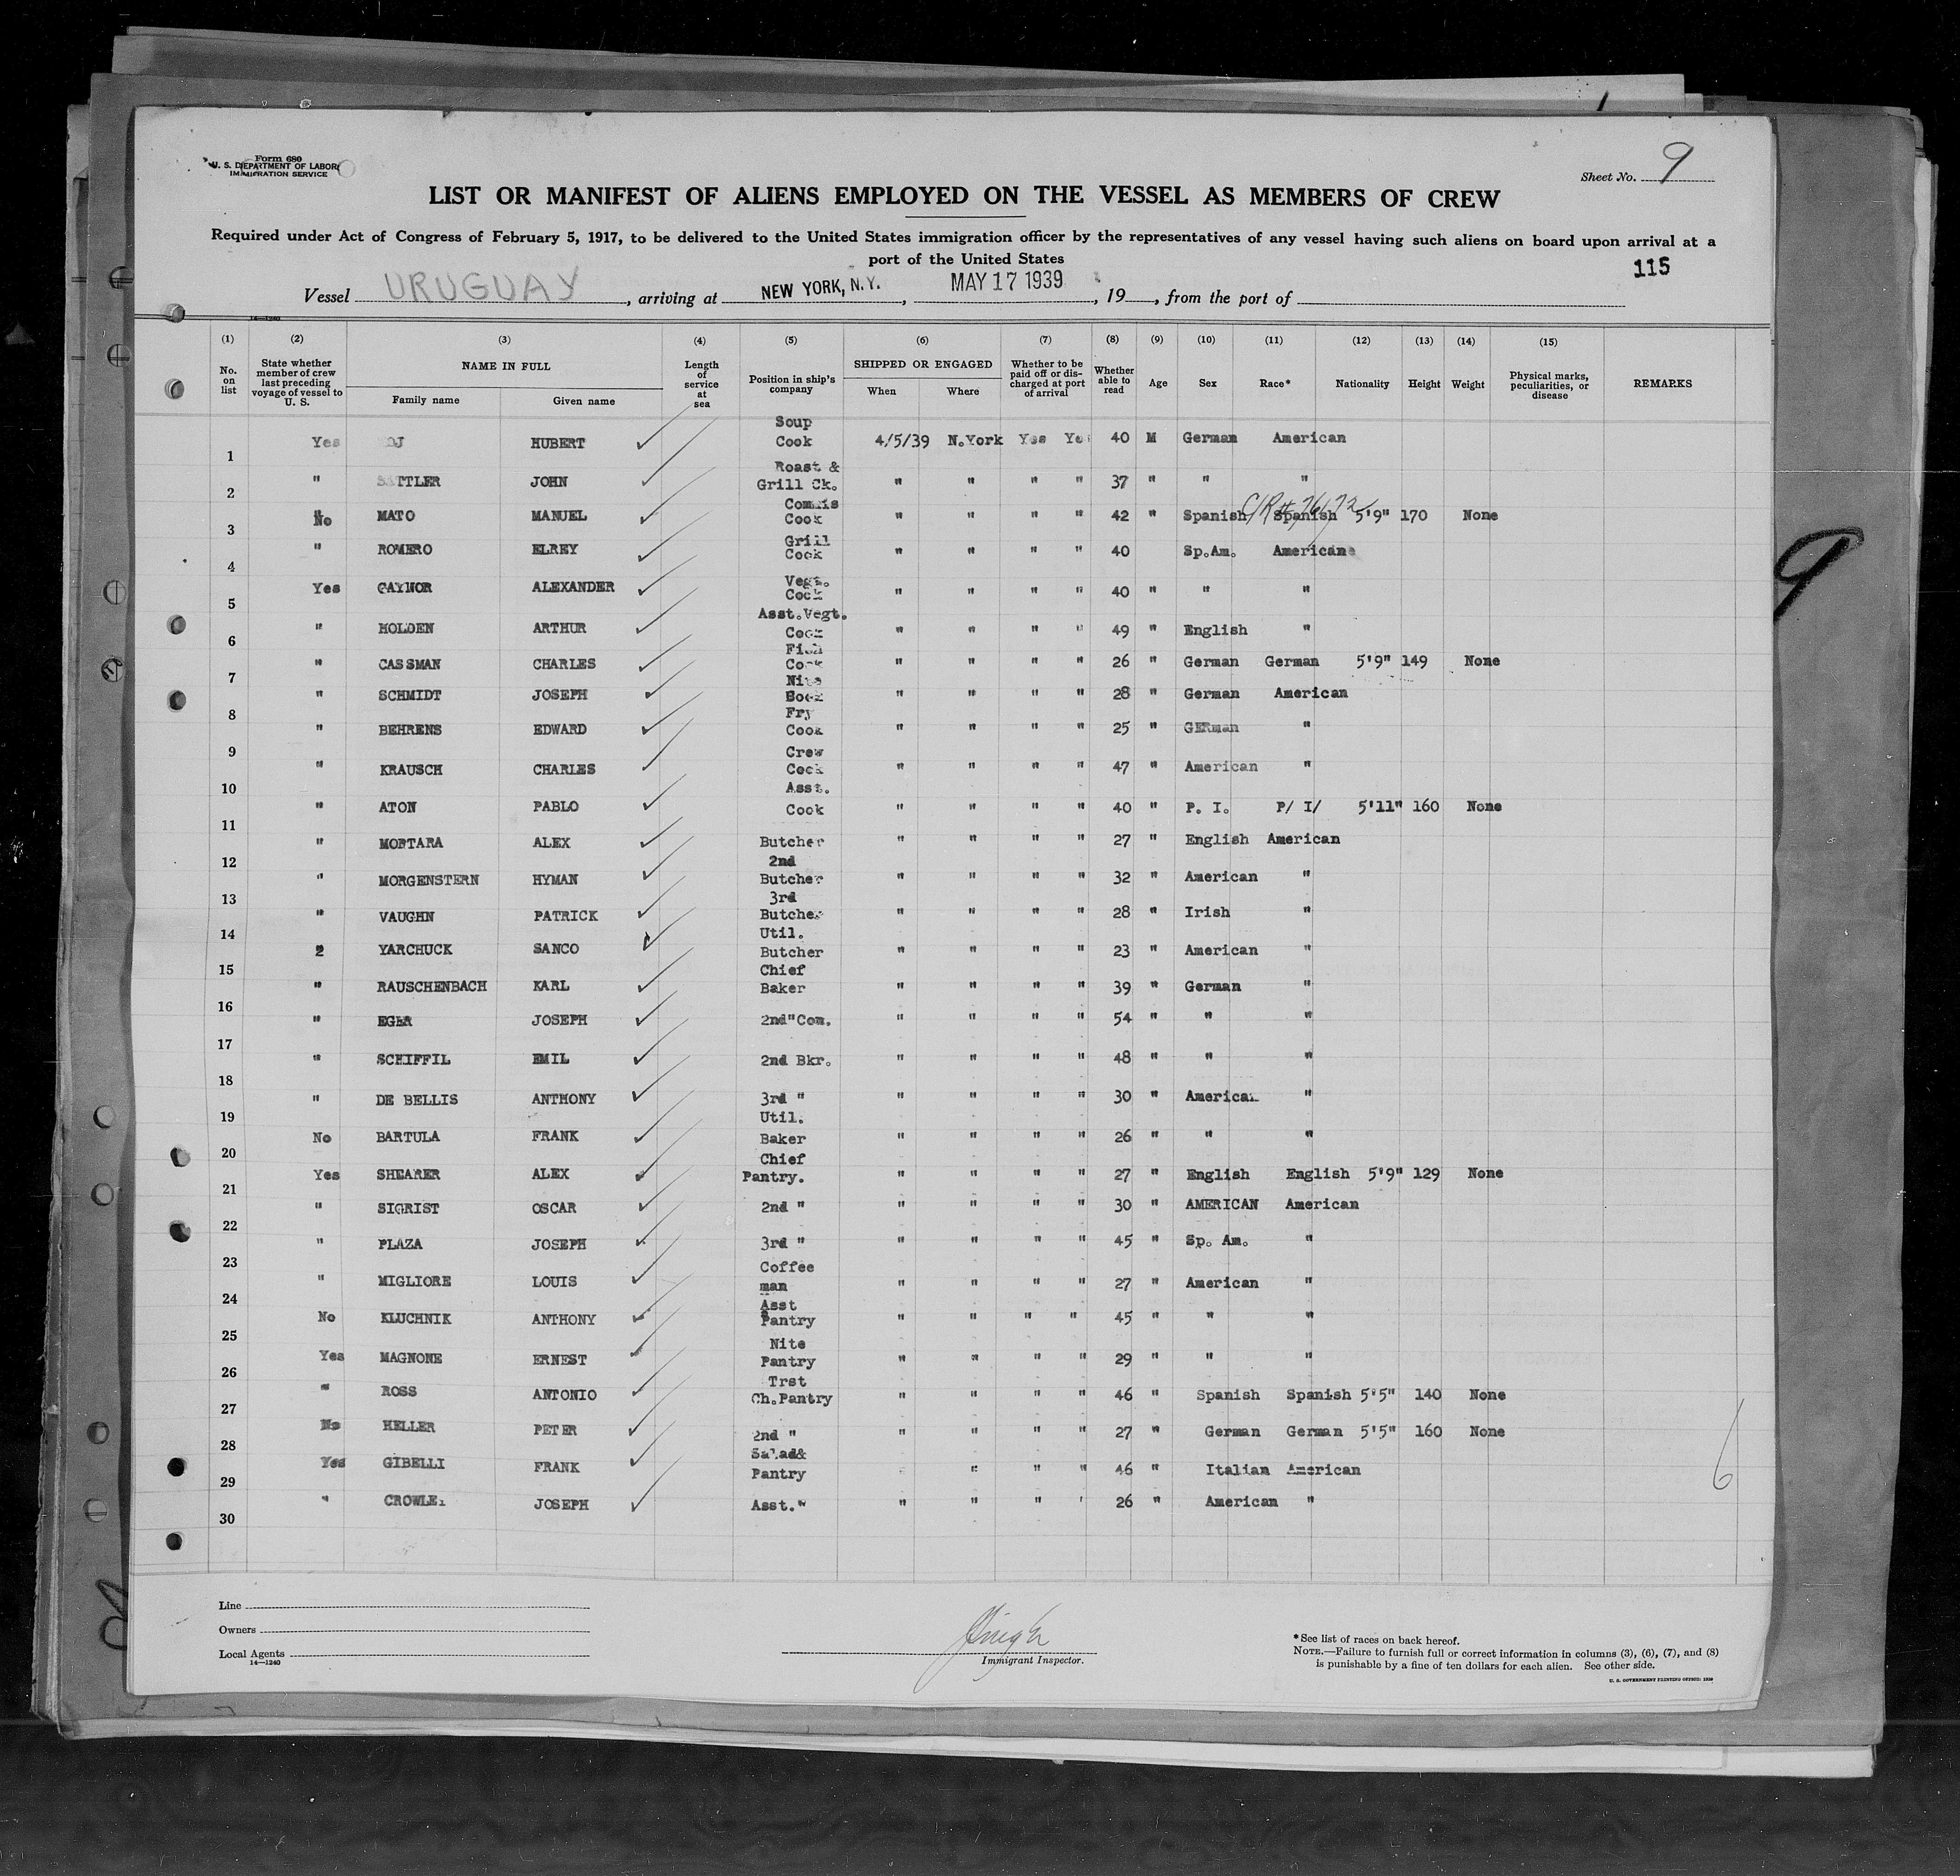 Form 680
U. S. DEPARTMENT OF LABOR
IMMIGRATION SERVICE
Sheet No. 9
LIST OR MANIFEST OF ALIENS EMPLOYED ON THE VESSEL AS MEMBERS OF CREW
Required under Act of Congress of February 5, 1917, to be delivered to the United States immigration officer by the representatives of any vessel having such aliens on board upon arrival at a
port of the United States
115
Vessel URUGUAY, arriving at NEW YORK, N.Y., MAY 17 1939, 19, from the port of
14—1240
(1) (2) (3) (4) (5) (6) (7) (8) (9) (10) (11) (12) (13) (14) (15)
No. on list State whether member of crew last preceding voyage of vessel to U. S. NAME IN FULL Family name Given name Length of service at sea Position in ship's company SHIPPED OR ENGAGED When Where Whether to be paid off or discharged at port of arrival Whether able to read Age Sex Race* Nationality Height Weight Physical marks, peculiarities, or disease REMARKS
1 Yes HUBERT Soup Cook 4/5/39 N.York Yes Yes 40 M German American
2 " SATTLER JOHN Roast & Grill Ck. " " " " 37 " " "
3 No MATO MANUEL Commis Cook " " " " 42 " Spanish Spanish 5'9" 170 None
4 " ROMERO ELREY Grill Cook " " " " 40 Sp.Am. American
5 Yes GAYNOR ALEXANDER Vegt. Cock " " " " 40 " " "
6 " HOLDEN ARTHUR Asst.Vegt. Cook " " " " 49 " English "
7 " CASSMAN CHARLES Fish Cook " " " " 26 " German German 5'9" 149 None
8 " SCHMIDT JOSEPH Nite Book " " " " 28 " German American
9 " BEHRENS EDWARD Fry Cook " " " " 25 " GERman "
10 " KRAUSCH CHARLES Crew Cook " " " " 47 " American "
11 " ATON PABLO Asst. Cook " " " " 40 " P. I. P/ I/ 5'11" 160 None
12 " MORTARA ALEX Butcher " " " " 27 " English American
13 " MORGENSTERN HYMAN 2nd Butcher " " " " 32 " American "
14 " VAUGHN PATRICK 3rd Butcher " " " " 28 " Irish "
15 2 YARCHUCK SANCO Util. Butcher " " " " 23 " American "
16 " RAUSCHENBACH KARL Chief Baker " " " " 39 " German "
17 " EGER JOSEPH 2nd"Com. " " " " 54 " " "
18 " SCHIFFIL EMIL 2nd Bkr. " " " " 48 " " "
19 " DE BELLIS ANTHONY 3rd " " " " " 30 " American "
20 No BARTULA FRANK Util. Baker " " " " 26 " " "
21 Yes SHEARER ALEX Chief Pantry. " " " " 27 " English English 5'9" 129 None
22 " SIGRIST OSCAR 2nd " " " " " 30 " AMERICAN American
23 " PLAZA JOSEPH 3rd " " " " " 45 " Sp. Am. "
24 " MIGLIORE LOUIS Coffee man " " " " 27 " American "
25 No KLUCHNIK ANTHONY Asst Pantry " " " " 45 " " "
26 Yes MAGNONE ERNEST Nite Pantry " " " " 29 " " "
27 " ROSS ANTONIO Trst Ch.Pantry " " " " 46 " Spanish Spanish 5'5" 140 None
28 No HELLER PETER 2nd " " " " " 27 " German German 5'5" 160 None
29 Yes GIBELLI FRANK Salad& Pantry " " " " 46 " Italian American
30 " CROWLEY JOSEPH Asst." " " " " 26 " American "
9
6
Line
Owners
Local Agents
14—1240
Immigrant Inspector.
*See list of races on back hereof.
NOTE.—Failure to furnish full or correct information in columns (3), (6), (7), and (8)
is punishable by a fine of ten dollars for each alien. See other side.
U. S. GOVERNMENT PRINTING OFFICE: 1939